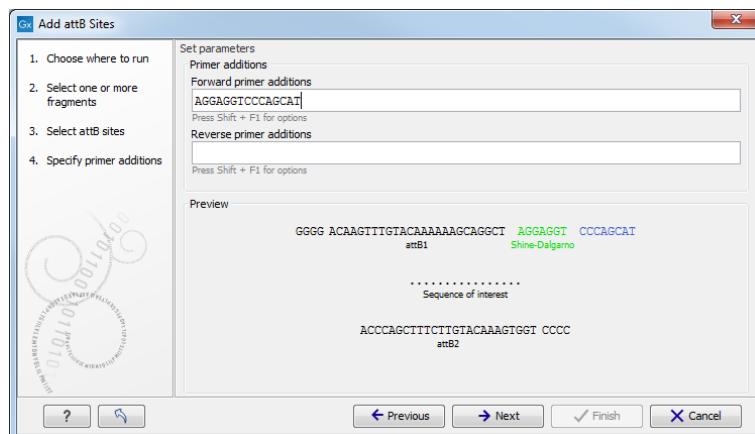 Gx Add attB Sites
1. Choose where to run
2. Select one or more
fragments
3. Select attB sites
4. Specify primer additions
Set parameters
Primer additions
Forward primer additions
AGGAGGTCCCAGCAT
Press Shift + F1 for options
Reverse primer additions
Press Shift + F1 for options
Preview
GGGG ACAAGTTTGTACAAAAAAGCAGGCT AGGAGGT CCCAGCAT
attB1 Shine-Dalgarno
...............
Sequence of interest
ACCCAGCTTTCTTGTACAAAGTGGT CCCC
attB2
? Previous Next Finish Cancel